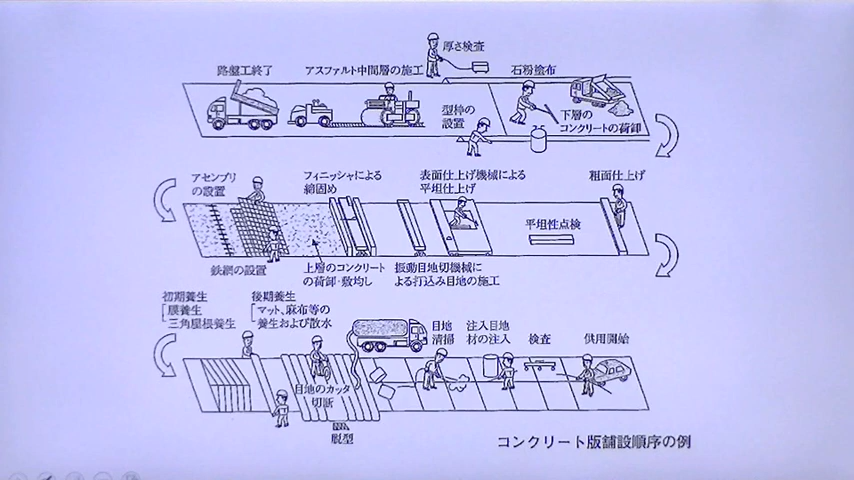 厚さ検査
路盤工終了
アスファルト中間層の施工
石粉塗布
型枠の
設置
下層の
コンクリートの荷卸
アセンブリ
の設置
フィニッシャによる
締固め
表面仕上げ機械による
平坦仕上げ
粗面仕上げ
平坦性点検
鉄網の設置
上層のコンクリート
の荷卸・敷均し
振動目地切機械に
よる打込み目地の施工
初期養生
膜養生
三角屋根養生
後期養生
マット、麻布等の
養生および散水
目地
清掃
注入目地
材の注入
検査
供用開始
目地のカッタ
切断
脱型
コンクリート版舗設順序の例